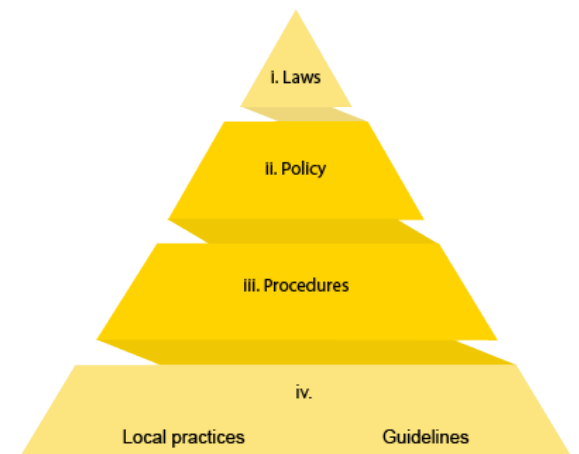 i. Laws
ii. Policy
iii. Procedures
iv.
Local practices Guidelines